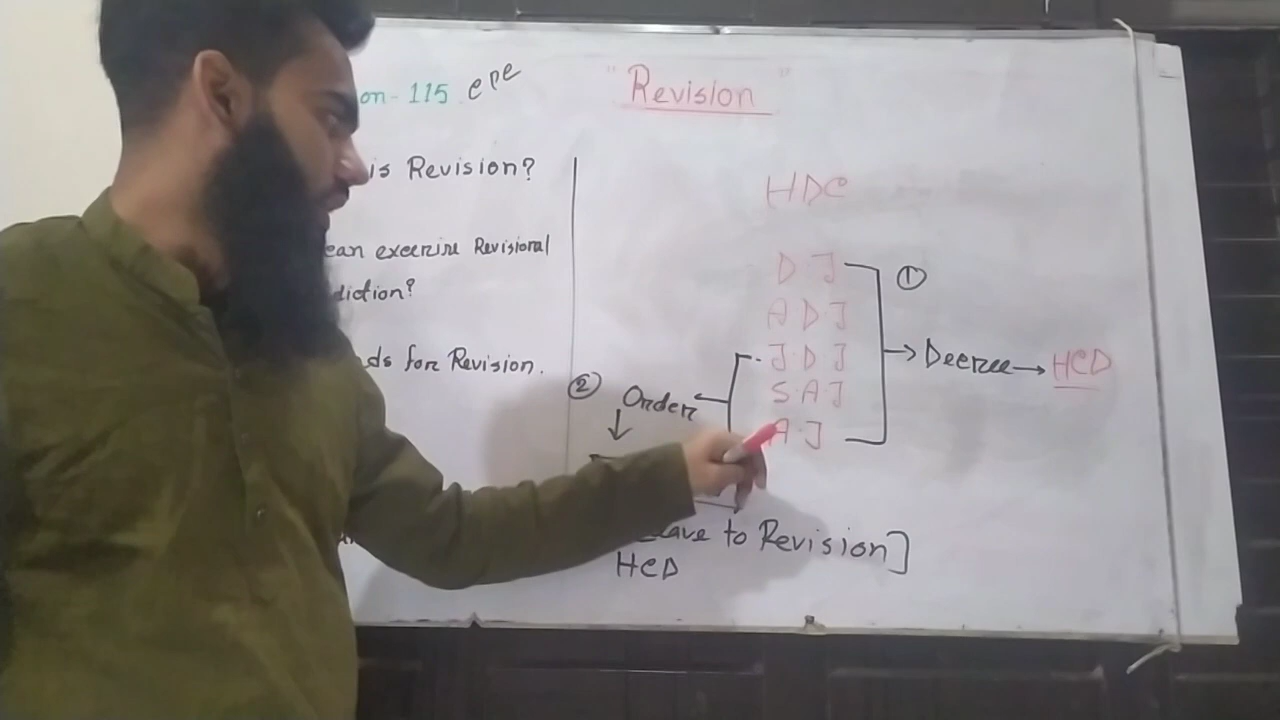 on- 115 cpc
is Revision?
can exercise Revisional
diction?
ds for Revision.
"Revision"
HDC
D.J
A D J
J.D J
S.A.J
A.J
①
Decree → HCD
② Order
Leave to Revision]
HCD